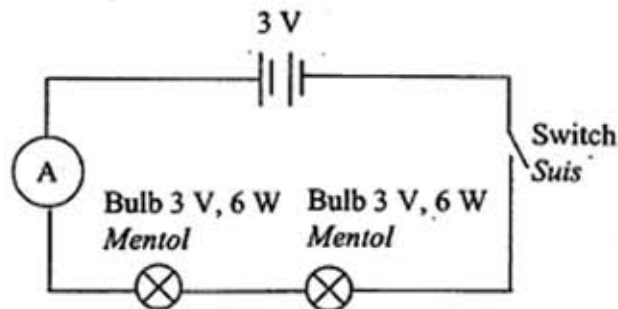 3 V
Switch
Suis
A
Bulb 3 V, 6 W Bulb 3 V, 6 W
Mentol Mentol